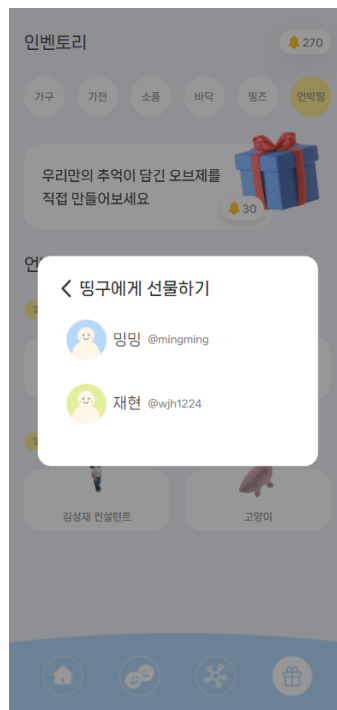 인벤토리
270
가구
가전
소품
바닥
띵즈
언박띵
우리만의 추억이 담긴 오브제를
직접 만들어보세요
30
띵구에게 선물하기
밍밍 @mingming
재현 @wjh1224
김성재 컨설턴트
고양이